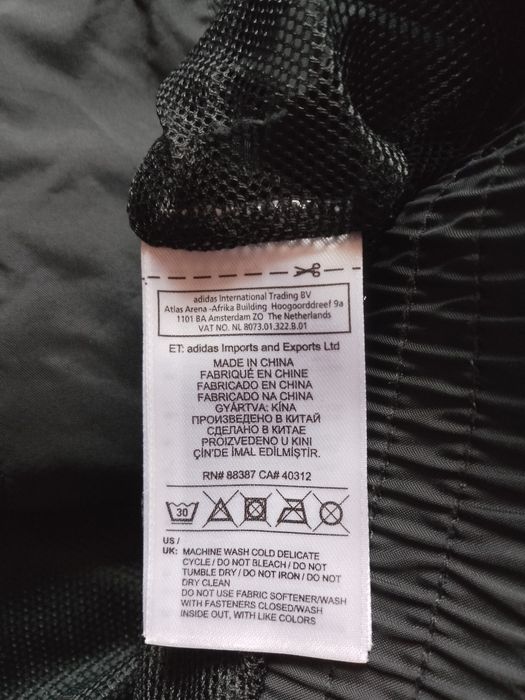 adidas International Trading BV
Atlas Arena -Afrika Building Hoogoorddreef 9a
1101 BA Amsterdam ZO The Netherlands
VAT NO. NL 8073.01.322.B.01
ET: adidas Imports and Exports Ltd
MADE IN CHINA
FABRIQUÉ EN CHINE
FABRICADO EN CHINA
FABRICADO NA CHINA
GYÁRTVA: KÍNA
ПРОИЗВЕДЕНО В КИТАЙ
СДЕЛАНО В КИТАЕ
PROIZVEDENO U KINI
ÇİN'DE İMAL EDİLMİŞTİR.
RN# 88387 CA# 40312
30
US /
UK: MACHINE WASH COLD DELICATE
CYCLE / DO NOT BLEACH / DO NOT
TUMBLE DRY / DO NOT IRON / DO NOT
DRY CLEAN
DO NOT USE FABRIC SOFTENER/WASH
WITH FASTENERS CLOSED/WASH
INSIDE OUT, WITH LIKE COLORS